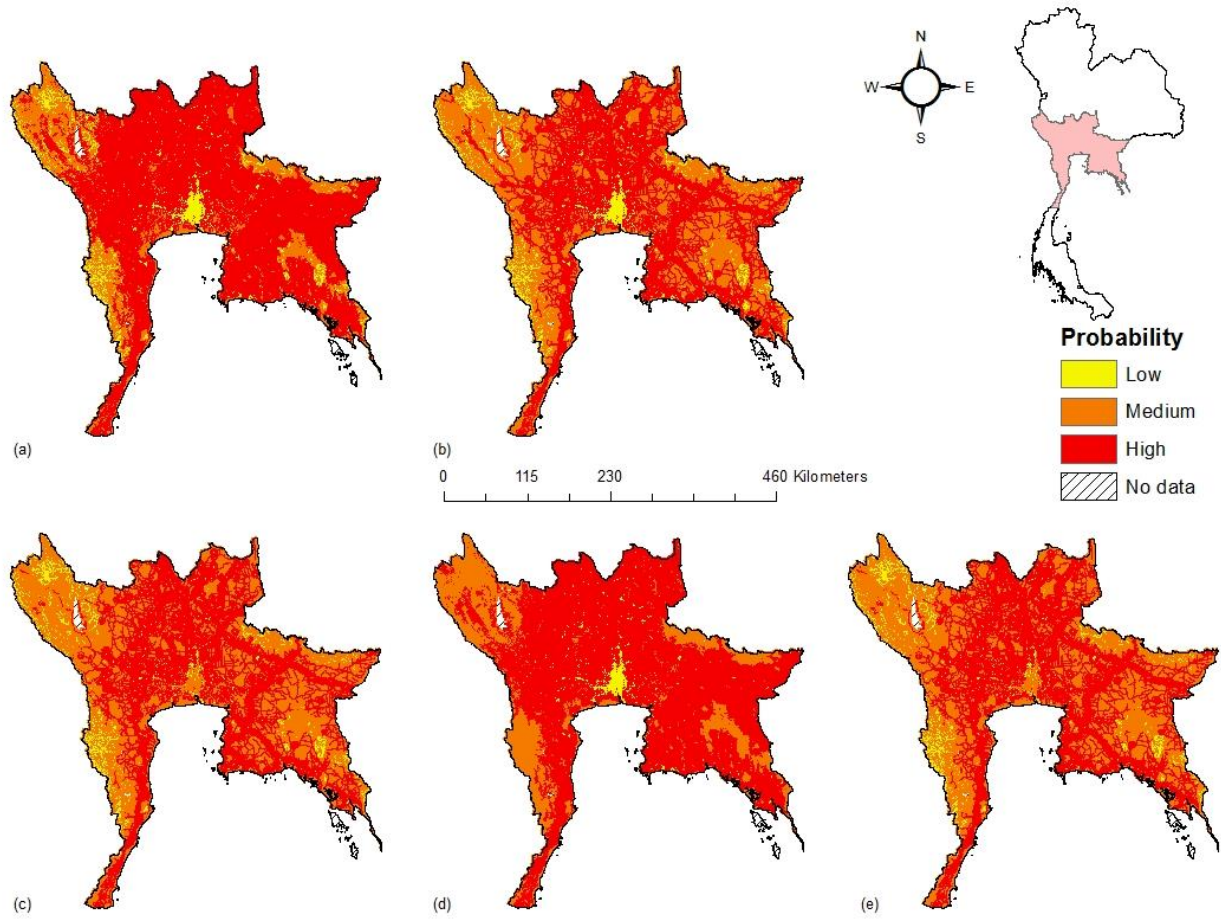 N
W E
S
(a)
(b)
Probability
Low
Medium
High
No data
0 115 230 460 Kilometers
(c)
(d)
(e)